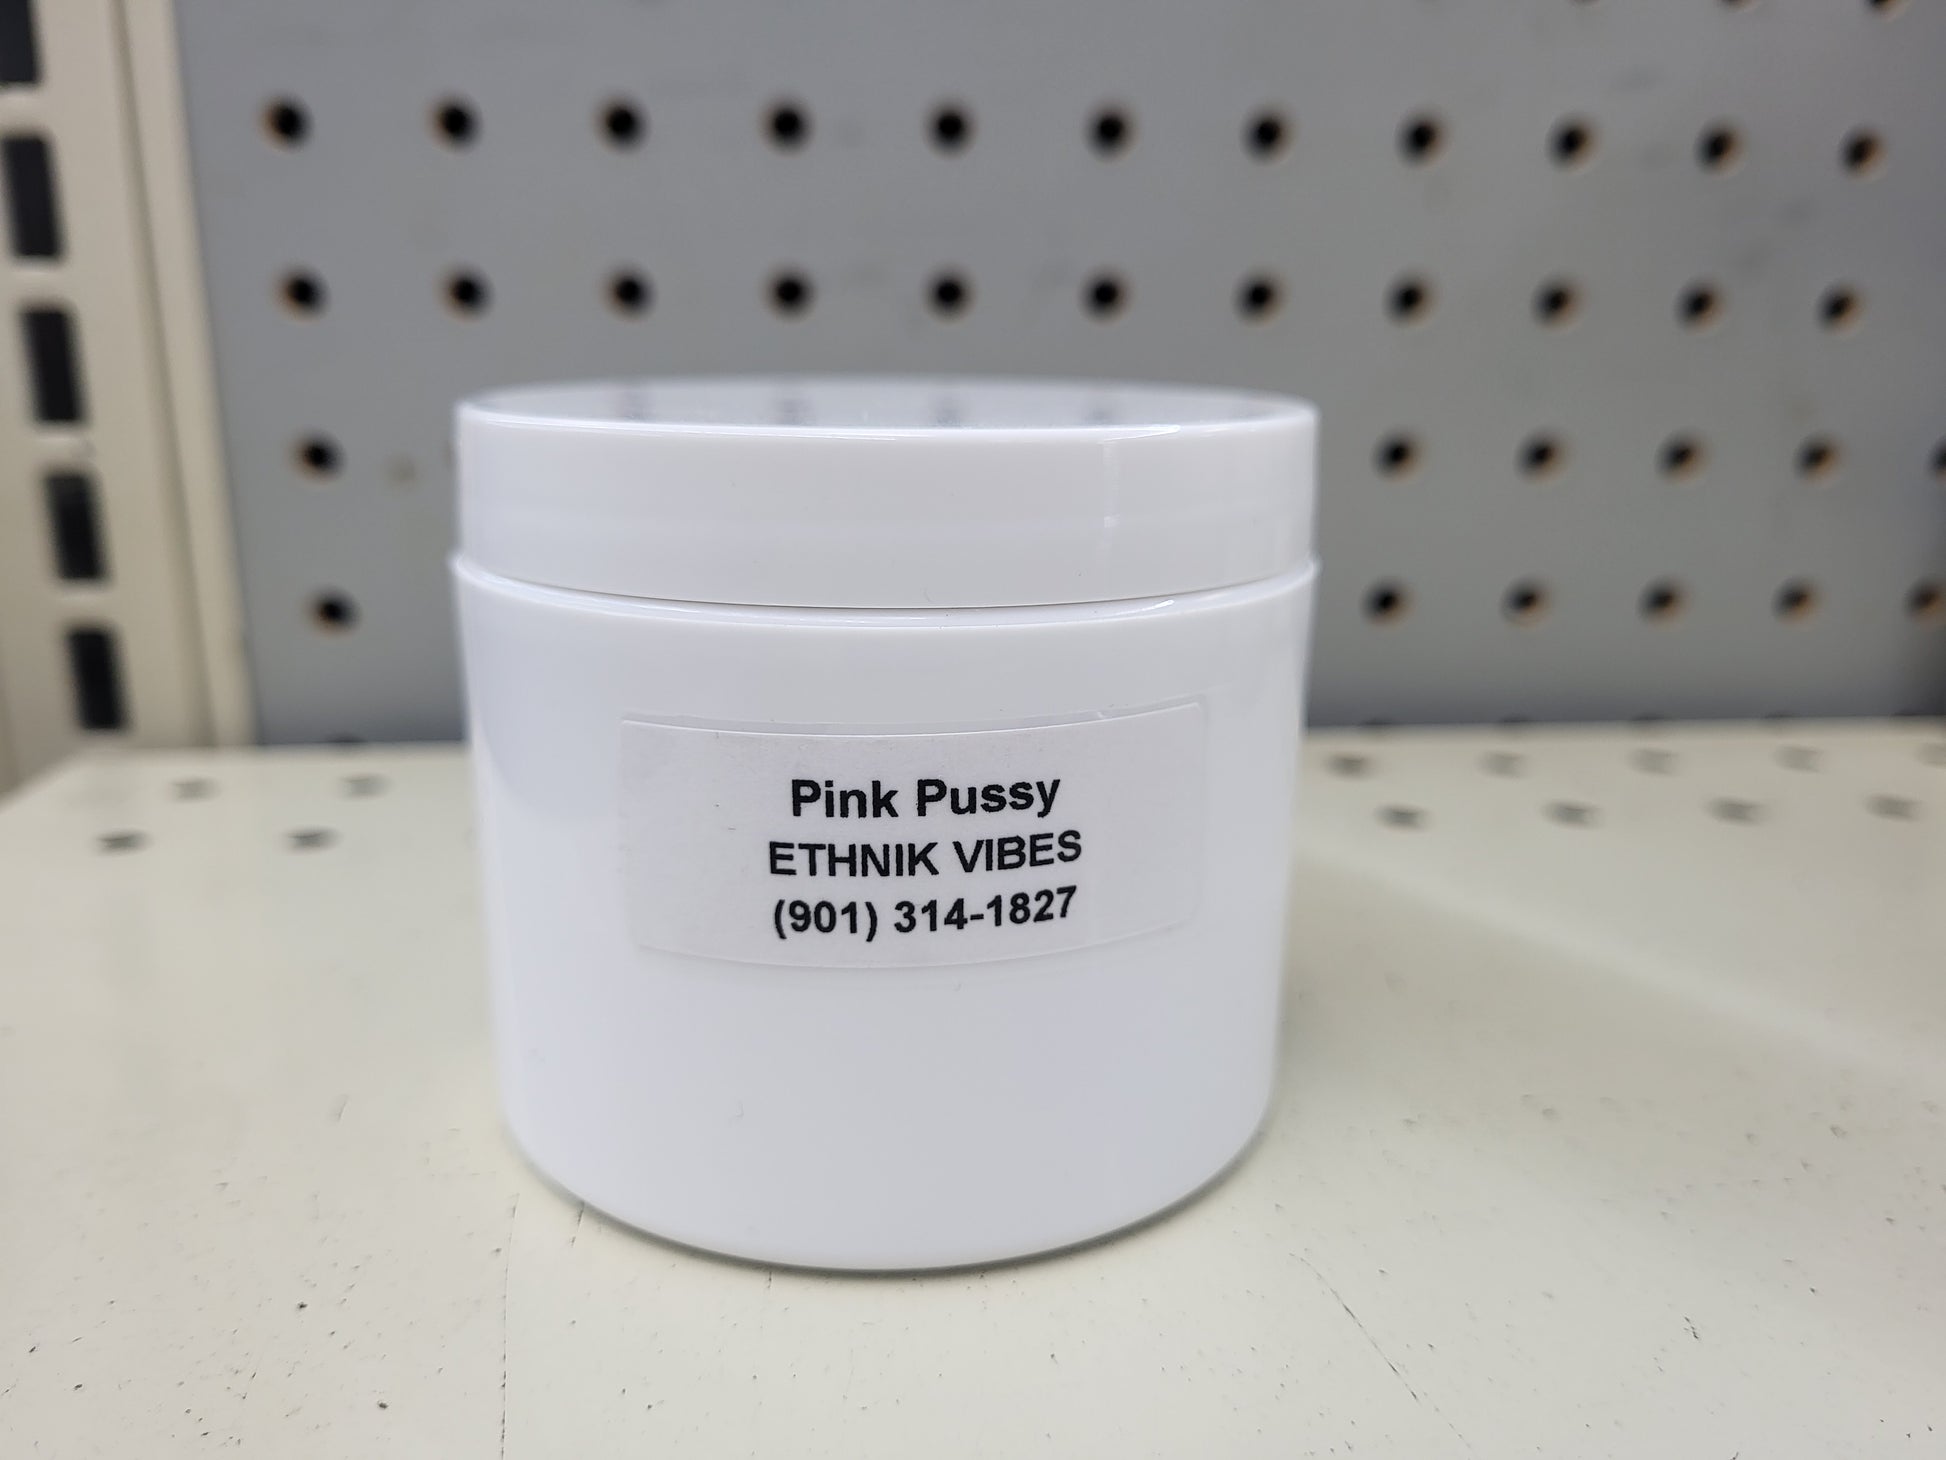 Pink Pussy
ETHNIK VIBES
(901) 314-1827